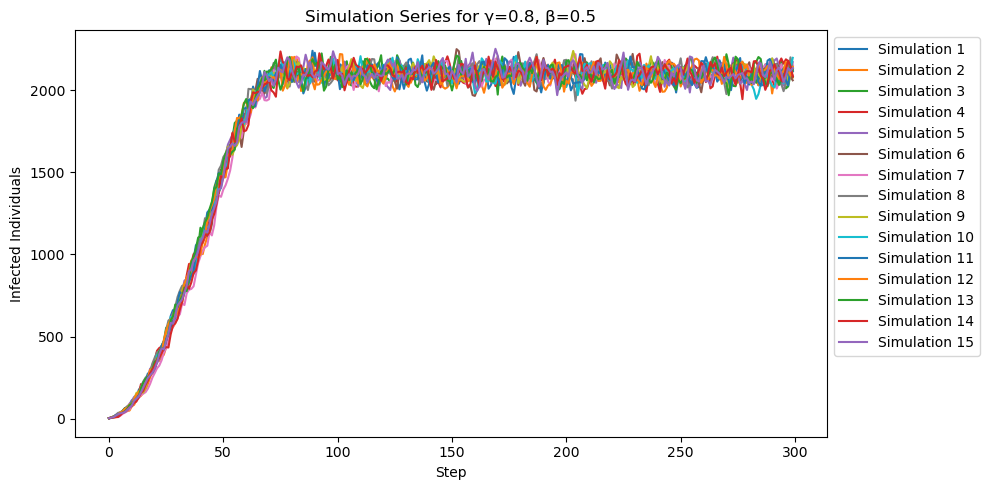 Simulation Series for γ=0.8, β=0.5
Infected Individuals
2000
1500
1000
500
0
0 50 100 150 200 250 300
Step
Simulation 1
Simulation 2
Simulation 3
Simulation 4
Simulation 5
Simulation 6
Simulation 7
Simulation 8
Simulation 9
Simulation 10
Simulation 11
Simulation 12
Simulation 13
Simulation 14
Simulation 15